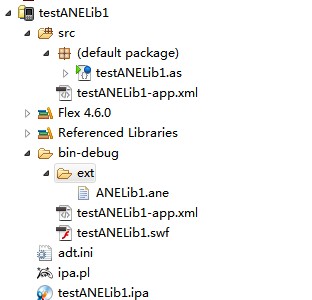 testANELib1
src
(default package)
testANELib1.as
testANELib1-app.xml
Flex 4.6.0
Referenced Libraries
bin-debug
ext
ANELib1.ane
testANELib1-app.xml
testANELib1.swf
adt.ini
ipa.pl
testANELib1.ipa